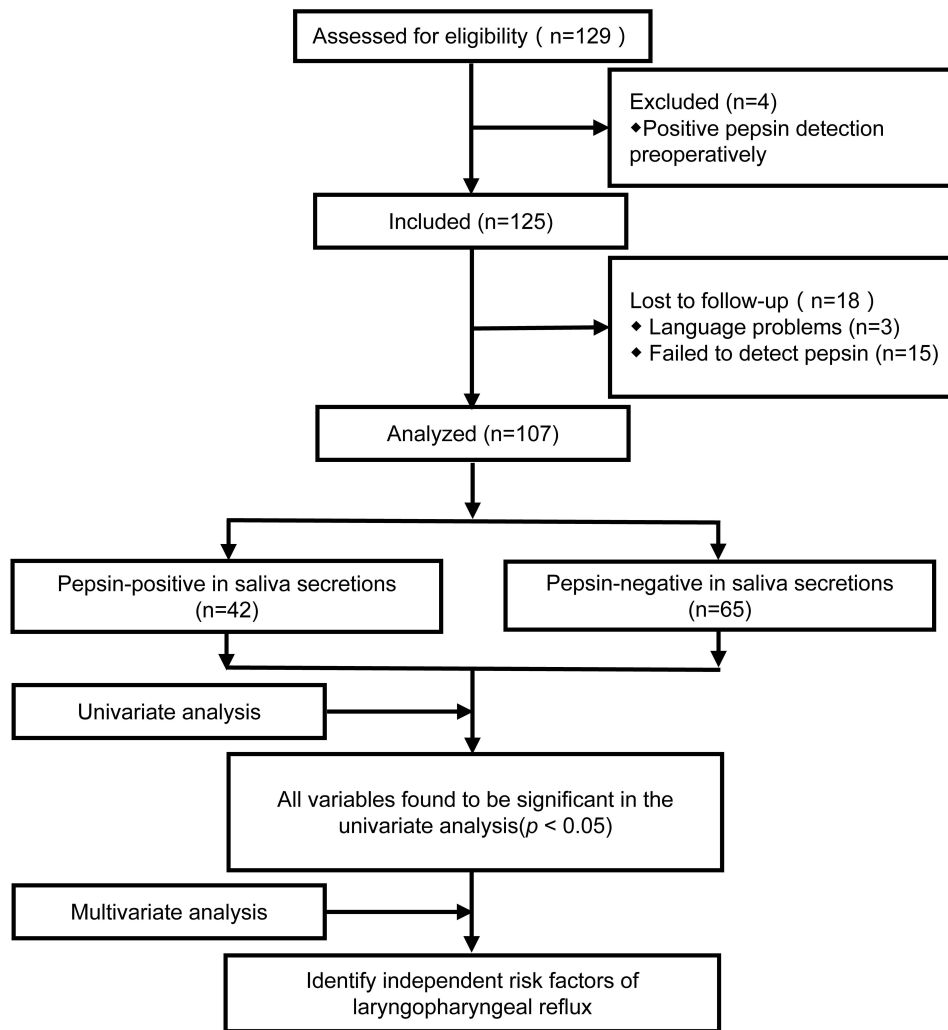 Assessed for eligibility ( n=129 )
Excluded (n=4)
◆Positive pepsin detection
preoperatively
Included (n=125)
Lost to follow-up ( n=18 )
◆ Language problems (n=3)
◆ Failed to detect pepsin (n=15)
Analyzed (n=107)
Pepsin-positive in saliva secretions
(n=42)
Pepsin-negative in saliva secretions
(n=65)
Univariate analysis
All variables found to be significant in the
univariate analysis(p < 0.05)
Multivariate analysis
Identify independent risk factors of
laryngopharyngeal reflux